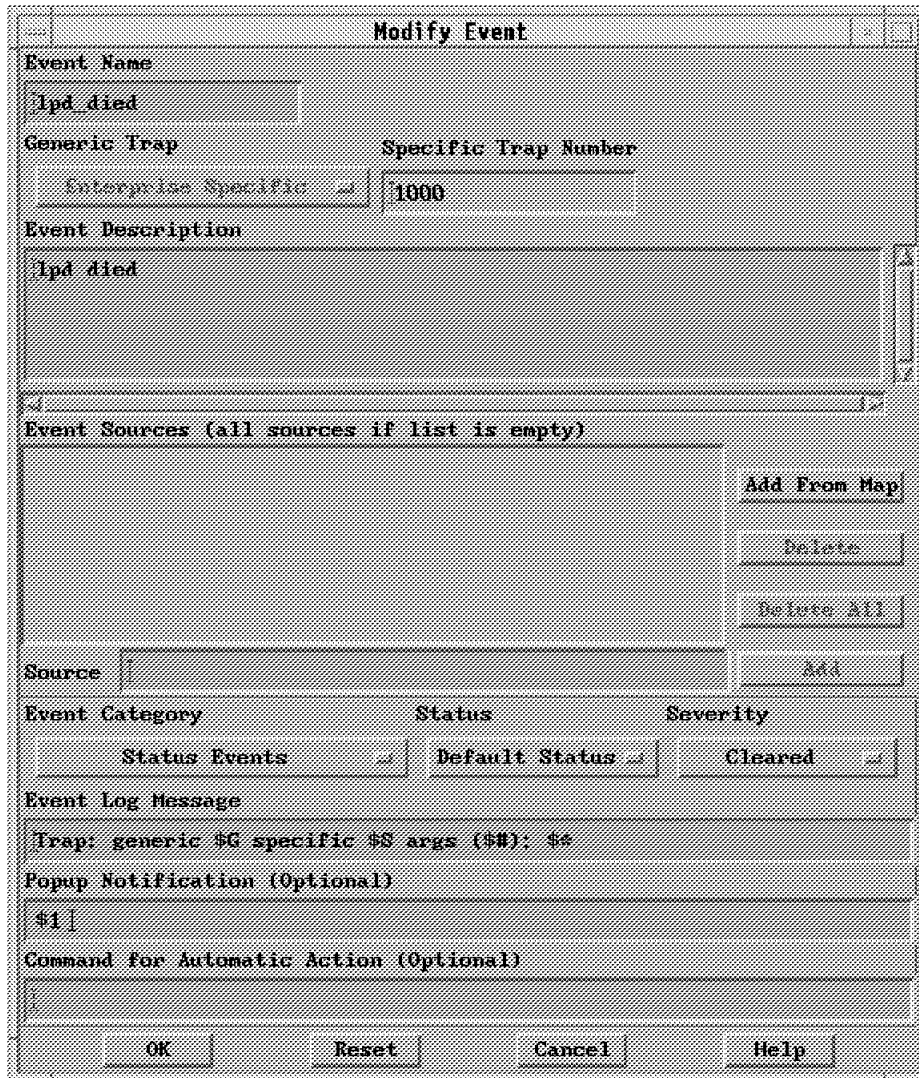 Modify Event
Event Name
lpd_died
Generic Trap
Specific Trap Number
Enterprise Specific
1000
Event Description
lpd died
Event Sources (all sources if list is empty)
Add From Map
Delete
Delete All
Source
Add
Event Category Status Severity
Status Events Default Status Cleared
Event Log Message
Trap: generic $G specific $S args ($#): $*
Popup Notification (Optional)
$1
Command for Automatic Action (Optional)
OK Reset Cancel Help